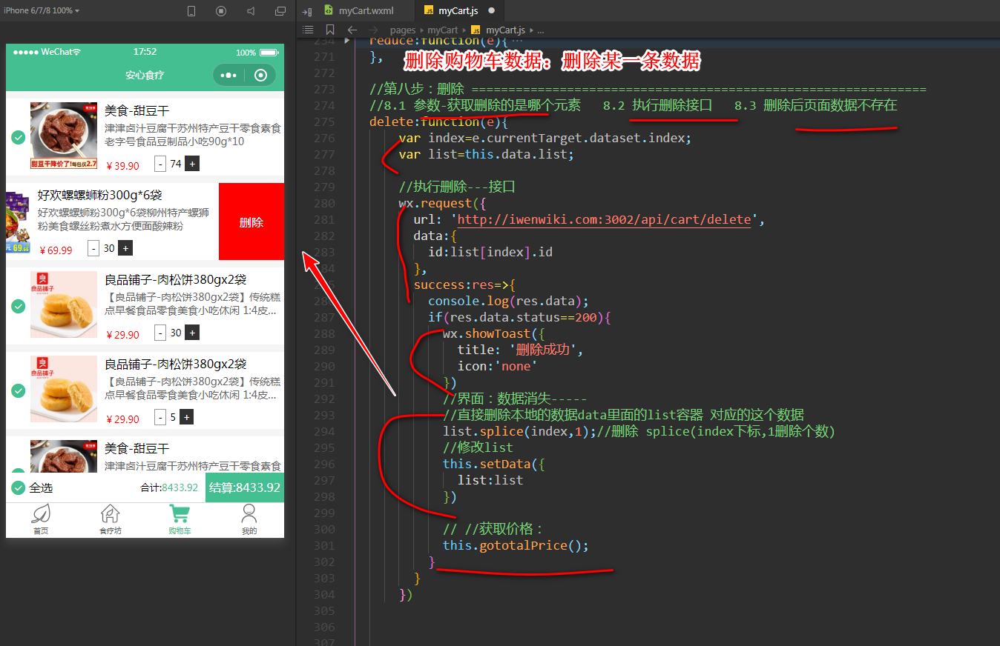 iPhone 6/7/8 100%
WeChat
17:52
100%
安心食疗
美食-甜豆干
津津卤汁豆腐干苏州特产豆干零食素食
老字号食品豆制品小吃90g*10
甜豆干降价了!每包仅2.7
￥39.90
-
74
+
好欢螺螺蛳粉300g*6袋
好欢螺螺蛳粉300g*6袋柳州特产螺狮
粉美食螺丝粉煮水方便面酸辣粉
￥69.99
-
30
+
删除
良品铺子-肉松饼380gx2袋
【良品铺子-肉松饼380gx2袋】传统糕
点早餐食品零食美食小吃休闲 1:4皮...
良品铺子
￥29.90
-
30
+
良品铺子-肉松饼380gx2袋
【良品铺子-肉松饼380gx2袋】传统糕
点早餐食品零食美食小吃休闲 1:4皮...
良品铺子
￥29.90
-
5
+
美食-甜豆干
津津卤汁豆腐干苏州特产豆干零食素食
全选
合计:8433.92
结算:8433.92
首页
食疗坊
购物车
我的
myCart.wxml
myCart.js
pages
myCart
myCart.js
...
234 reduce:function(e){ ...
271 },
删除购物车数据：删除某一条数据
272
273 //第八步：删除 ===============================================================
274 //8.1 参数-获取删除的是哪个元素 8.2 执行删除接口 8.3 删除后页面数据不存在
275 delete:function(e){
276 var index=e.currentTarget.dataset.index;
277 var list=this.data.list;
278
279 //执行删除---接口
280 wx.request({
281 url: 'http://iwenwiki.com:3002/api/cart/delete',
282 data:{
283 id:list[index].id
284 },
285 success:res=>{
286 console.log(res.data);
287 if(res.data.status==200){
288 wx.showToast({
289 title: '删除成功',
290 icon:'none'
291 })
292 //界面：数据消失-----
293 //直接删除本地的数据data里面的list容器 对应的这个数据
294 list.splice(index,1);//删除 splice(index下标,1删除个数)
295 //修改list
296 this.setData({
297 list:list
298 })
299
300 // //获取价格：
301 this.gototalPrice();
302 }
303 }
304 })
305
306
307